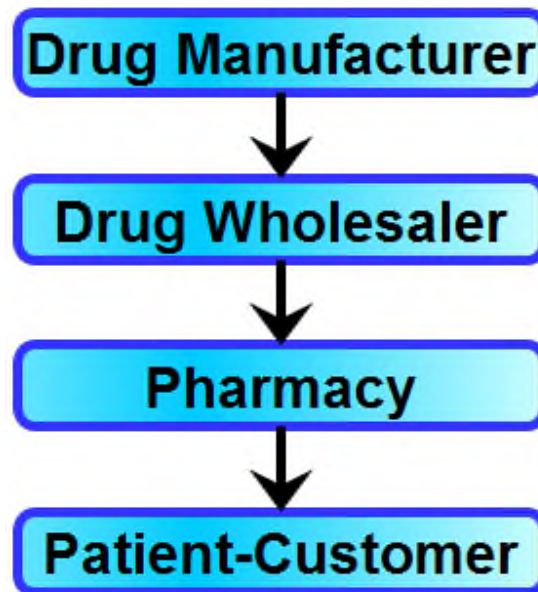 Drug Manufacturer
Drug Wholesaler
Pharmacy
Patient-Customer